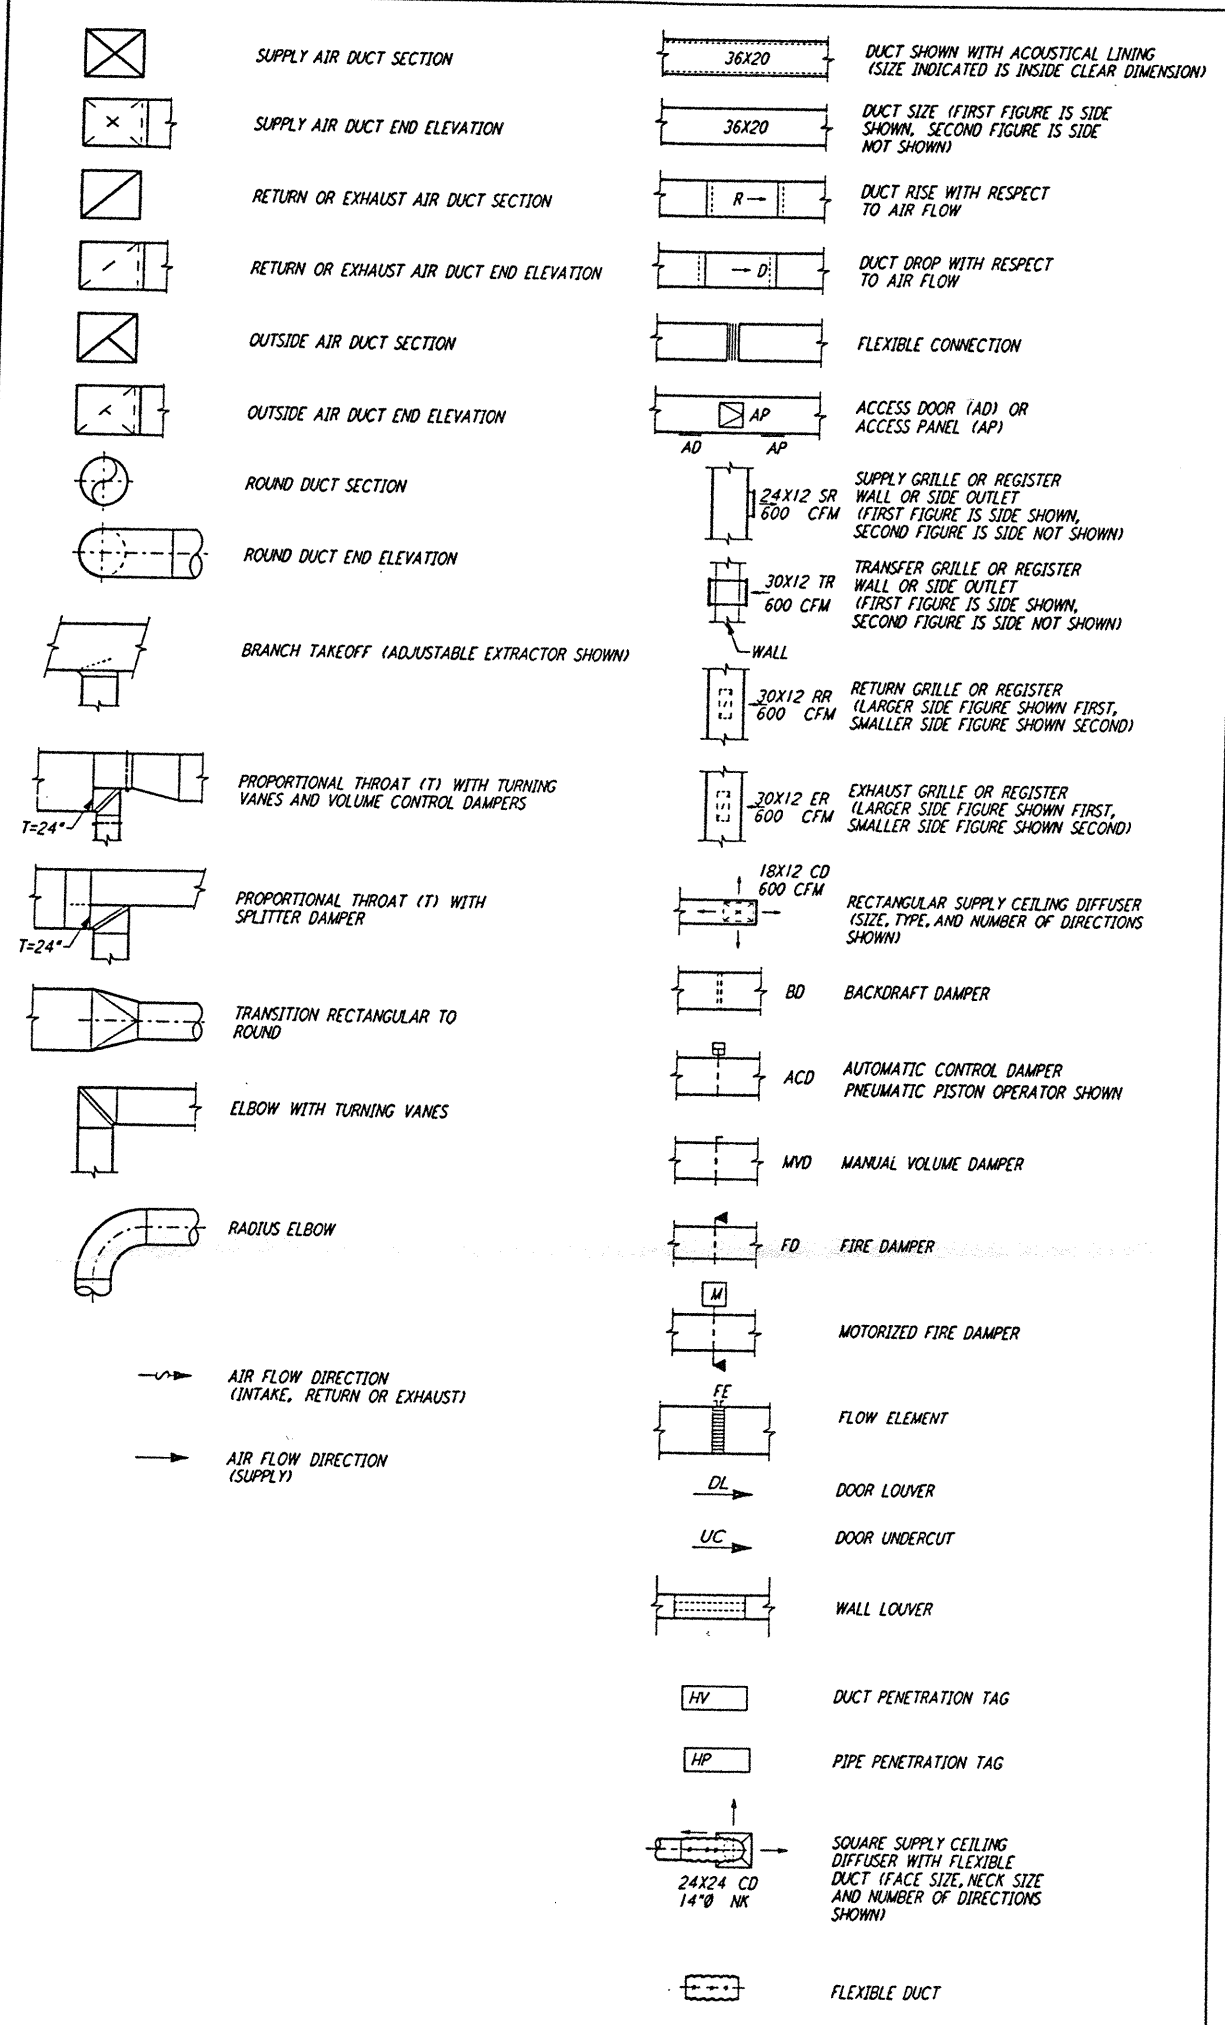 SUPPLY AIR DUCT SECTION
SUPPLY AIR DUCT END ELEVATION
RETURN OR EXHAUST AIR DUCT SECTION
RETURN OR EXHAUST AIR DUCT END ELEVATION
OUTSIDE AIR DUCT SECTION
OUTSIDE AIR DUCT END ELEVATION
ROUND DUCT SECTION
ROUND DUCT END ELEVATION
BRANCH TAKEOFF (ADJUSTABLE EXTRACTOR SHOWN)
PROPORTIONAL THROAT (T) WITH TURNING
VANES AND VOLUME CONTROL DAMPERS
T=24"
PROPORTIONAL THROAT (T) WITH
SPLITTER DAMPER
T=24"
TRANSITION RECTANGULAR TO
ROUND
ELBOW WITH TURNING VANES
RADIUS ELBOW
AIR FLOW DIRECTION
(INTAKE, RETURN OR EXHAUST)
AIR FLOW DIRECTION
(SUPPLY)
36X20
DUCT SHOWN WITH ACOUSTICAL LINING
(SIZE INDICATED IS INSIDE CLEAR DIMENSION)
36X20
DUCT SIZE (FIRST FIGURE IS SIDE
SHOWN, SECOND FIGURE IS SIDE
NOT SHOWN)
R
DUCT RISE WITH RESPECT
TO AIR FLOW
D
DUCT DROP WITH RESPECT
TO AIR FLOW
FLEXIBLE CONNECTION
AP
AD AP
ACCESS DOOR (AD) OR
ACCESS PANEL (AP)
24X12 SR
600 CFM
SUPPLY GRILLE OR REGISTER
WALL OR SIDE OUTLET
(FIRST FIGURE IS SIDE SHOWN,
SECOND FIGURE IS SIDE NOT SHOWN)
30X12 TR
600 CFM
WALL
TRANSFER GRILLE OR REGISTER
WALL OR SIDE OUTLET
(FIRST FIGURE IS SIDE SHOWN,
SECOND FIGURE IS SIDE NOT SHOWN)
30X12 RR
600 CFM
RETURN GRILLE OR REGISTER
(LARGER SIDE FIGURE SHOWN FIRST,
SMALLER SIDE FIGURE SHOWN SECOND)
30X12 ER
600 CFM
EXHAUST GRILLE OR REGISTER
(LARGER SIDE FIGURE SHOWN FIRST,
SMALLER SIDE FIGURE SHOWN SECOND)
18X12 CD
600 CFM
RECTANGULAR SUPPLY CEILING DIFFUSER
(SIZE, TYPE, AND NUMBER OF DIRECTIONS
SHOWN)
BD BACKDRAFT DAMPER
ACD AUTOMATIC CONTROL DAMPER
PNEUMATIC PISTON OPERATOR SHOWN
MVD MANUAL VOLUME DAMPER
FD FIRE DAMPER
M
MOTORIZED FIRE DAMPER
FE
FLOW ELEMENT
DL
DOOR LOUVER
UC
DOOR UNDERCUT
WALL LOUVER
HV
DUCT PENETRATION TAG
HP
PIPE PENETRATION TAG
24X24 CD
14"Ø NK
SQUARE SUPPLY CEILING
DIFFUSER WITH FLEXIBLE
DUCT (FACE SIZE, NECK SIZE
AND NUMBER OF DIRECTIONS
SHOWN)
FLEXIBLE DUCT